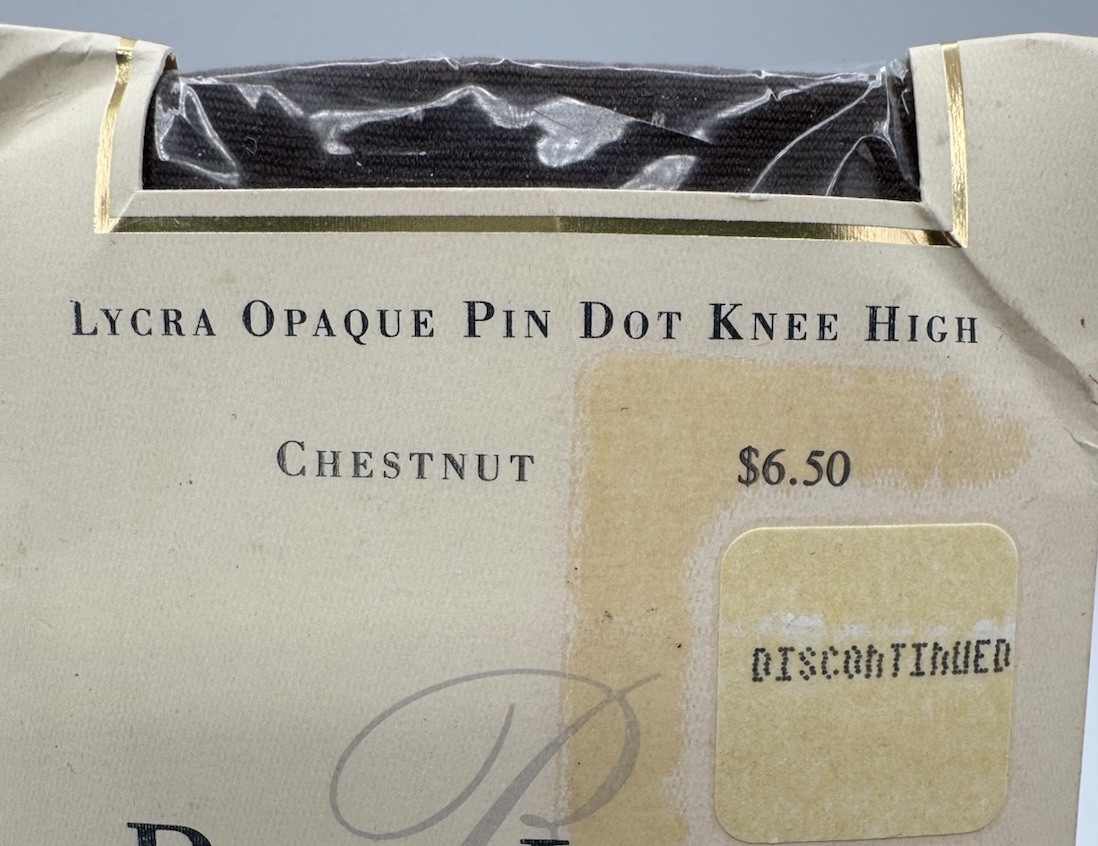 LYCRA OPAQUE PIN DOT KNEE HIGH
CHESTNUT $6.50
DISCONTINUED